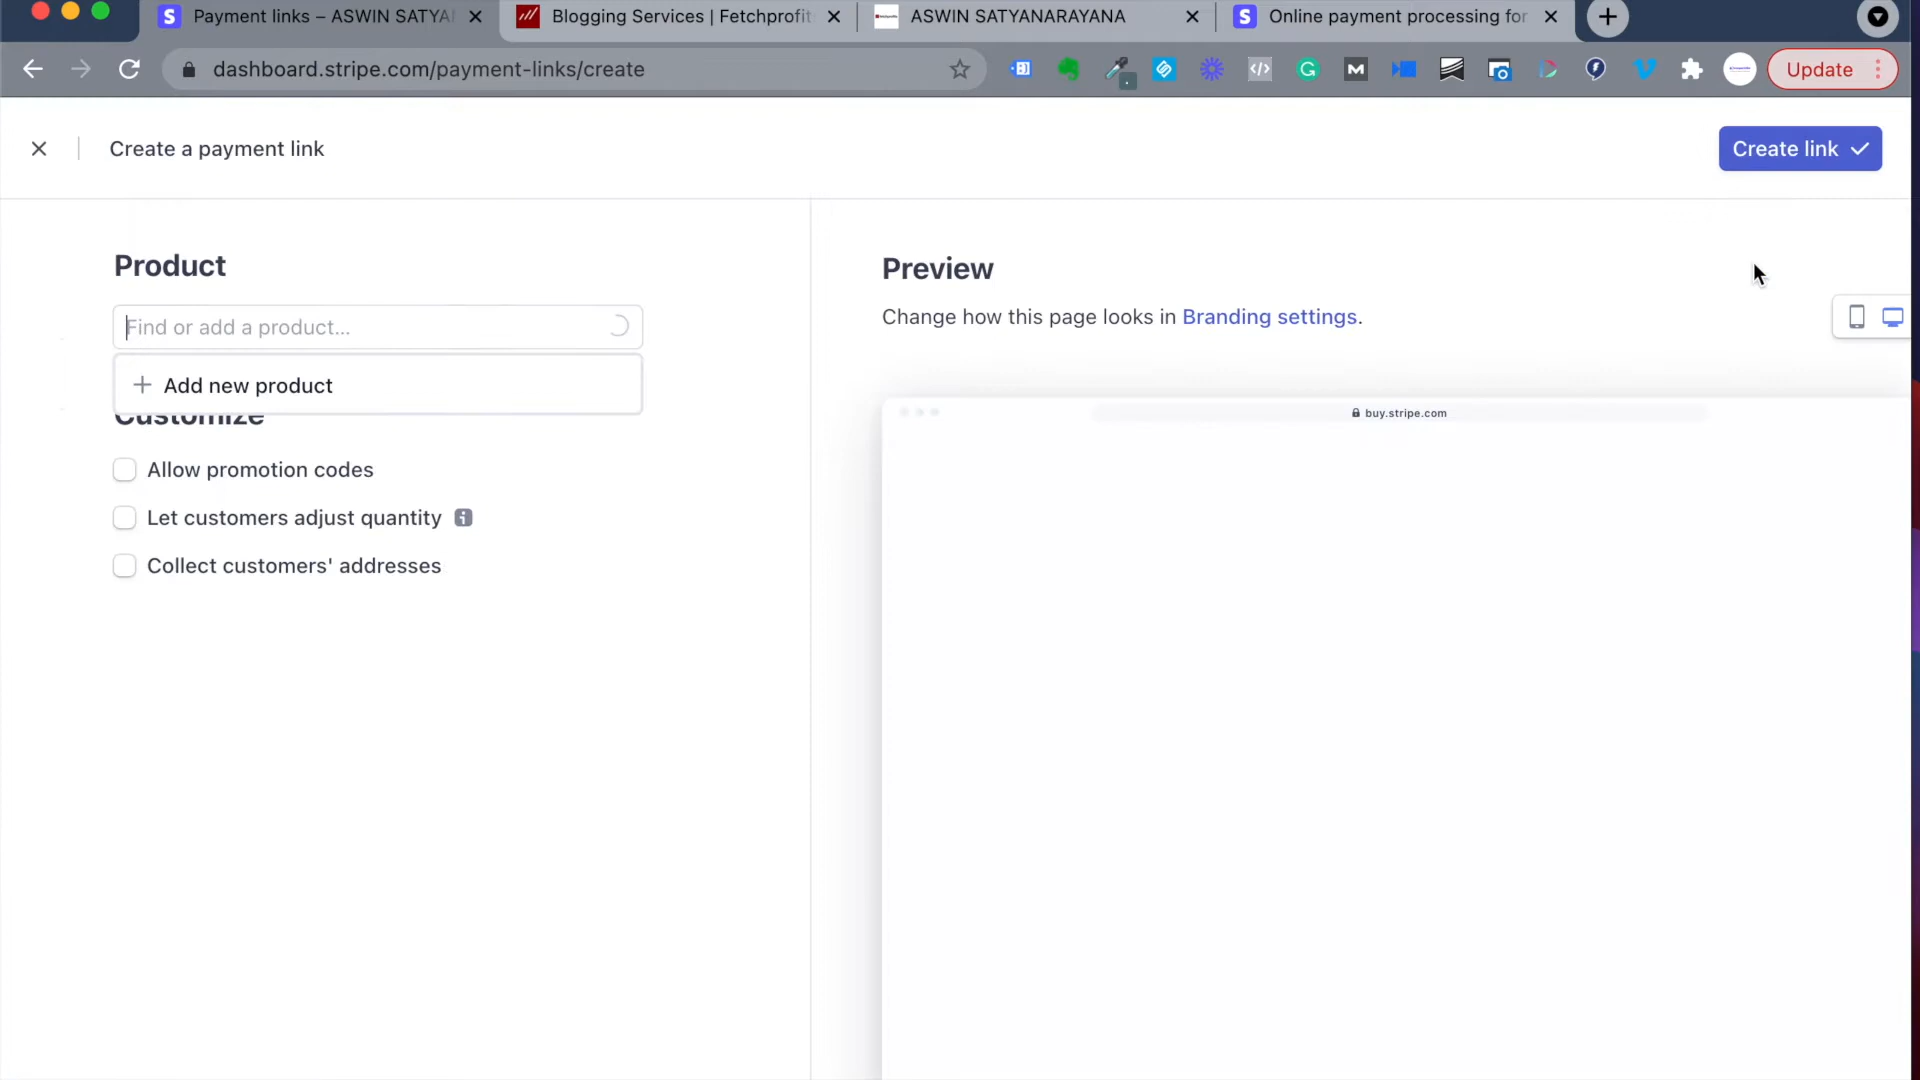 Payment links – ASWIN SATYA
Blogging Services | Fetchprofit
ASWIN SATYANARAYANA
Online payment processing for
dashboard.stripe.com/payment-links/create
Update
Create a payment link
Create link
Product
Find or add a product...
Add new product
Customize
Allow promotion codes
Let customers adjust quantity
Collect customers' addresses
Preview
Change how this page looks in Branding settings.
buy.stripe.com